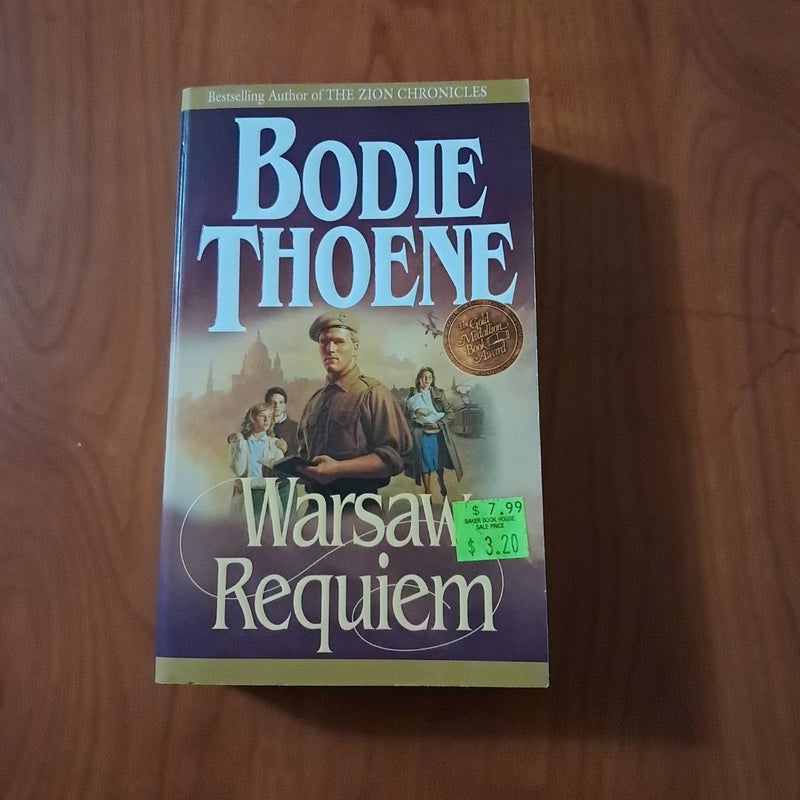 Bestselling Author of THE ZION CHRONICLES
BODIE
THOENE
The Gold
Medallion
Book
Award
Warsaw
Requiem
$ 7.99
BAKER BOOK HOUSE
SALE PRICE
$ 3.20